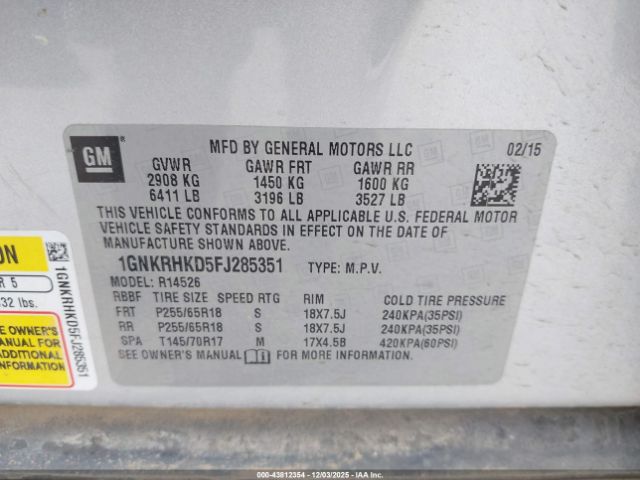 GM
MFD BY GENERAL MOTORS LLC 02/15
GVWR GAWR FRT GAWR RR
2908 KG 1450 KG 1600 KG
6411 LB 3196 LB 3527 LB
THIS VEHICLE CONFORMS TO ALL APPLICABLE U.S. FEDERAL MOTOR
VEHICLE SAFETY STANDARDS IN EFFECT ON THE DATE OF
MANUFACTURE SHOWN ABOVE.
1GNKRHKD5FJ285351 TYPE: M.P.V.
MODEL: R14526
RBBF TIRE SIZE SPEED RTG RIM COLD TIRE PRESSURE
FRT P255/65R18 S 18X7.5J 240KPA(35PSI)
RR P255/65R18 S 18X7.5J 240KPA(35PSI)
SPA T145/70R17 M 17X4.5B 420KPA(60PSI)
SEE OWNER'S MANUAL FOR MORE INFORMATION.
ION
R 5
32 lbs.
E OWNER'S
MANUAL FOR
ADDITIONAL
FORMATION
1GNKRHKD5FJ285351
000-43812354 | 12/03/2025 | © IAA Holdings, LLC